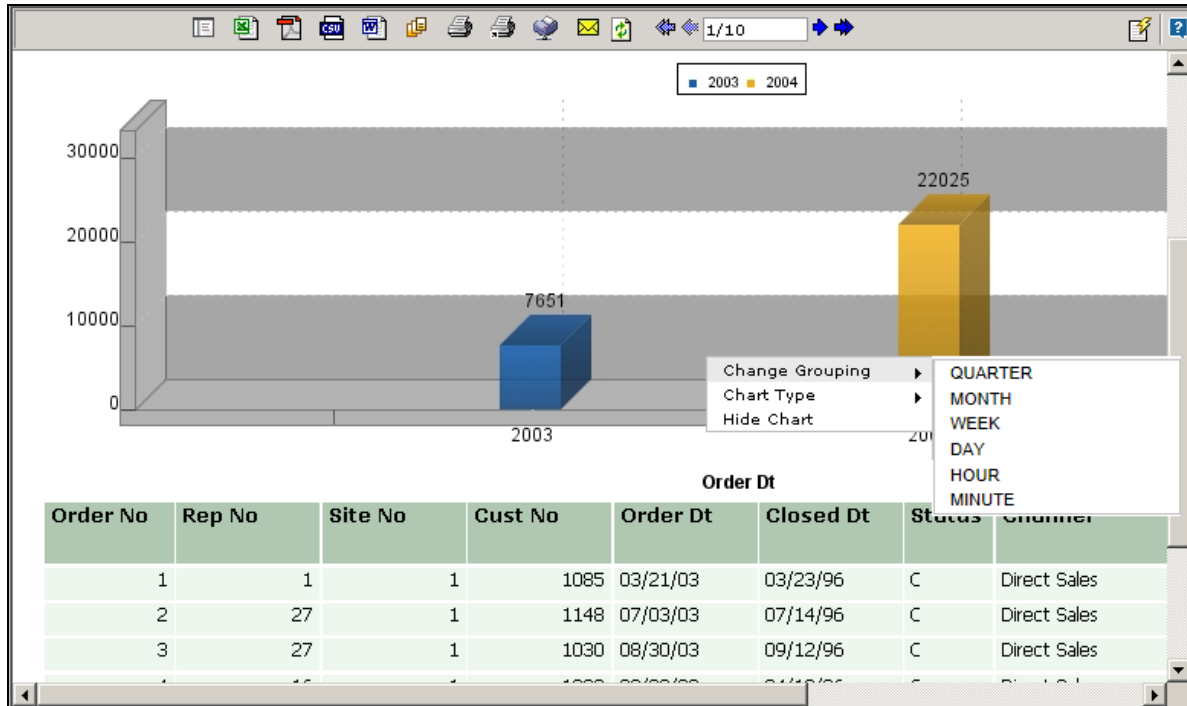 CSV W 1/10 ?
2003 2004
30000
22025
20000
7651
10000
Change Grouping QUARTER
Chart Type MONTH
Hide Chart WEEK
DAY
HOUR
MINUTE
0
2003
Order Dt
Order No Rep No Site No Cust No Order Dt Closed Dt Status Channel
1 1 1 1085 03/21/03 03/23/96 C Direct Sales
2 27 1 1148 07/03/03 07/14/96 C Direct Sales
3 27 1 1030 08/30/03 09/12/96 C Direct Sales